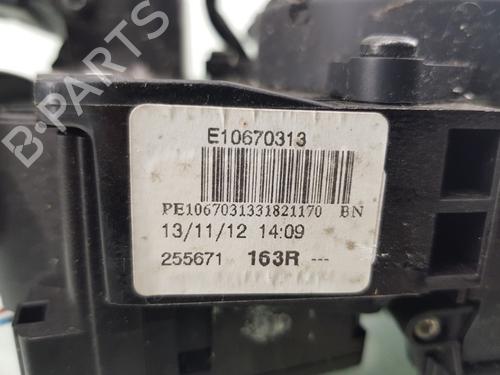 E10670313
PE1067031331821170 BN
13/11/12 14:09
255671 163R ---
B-PARTS